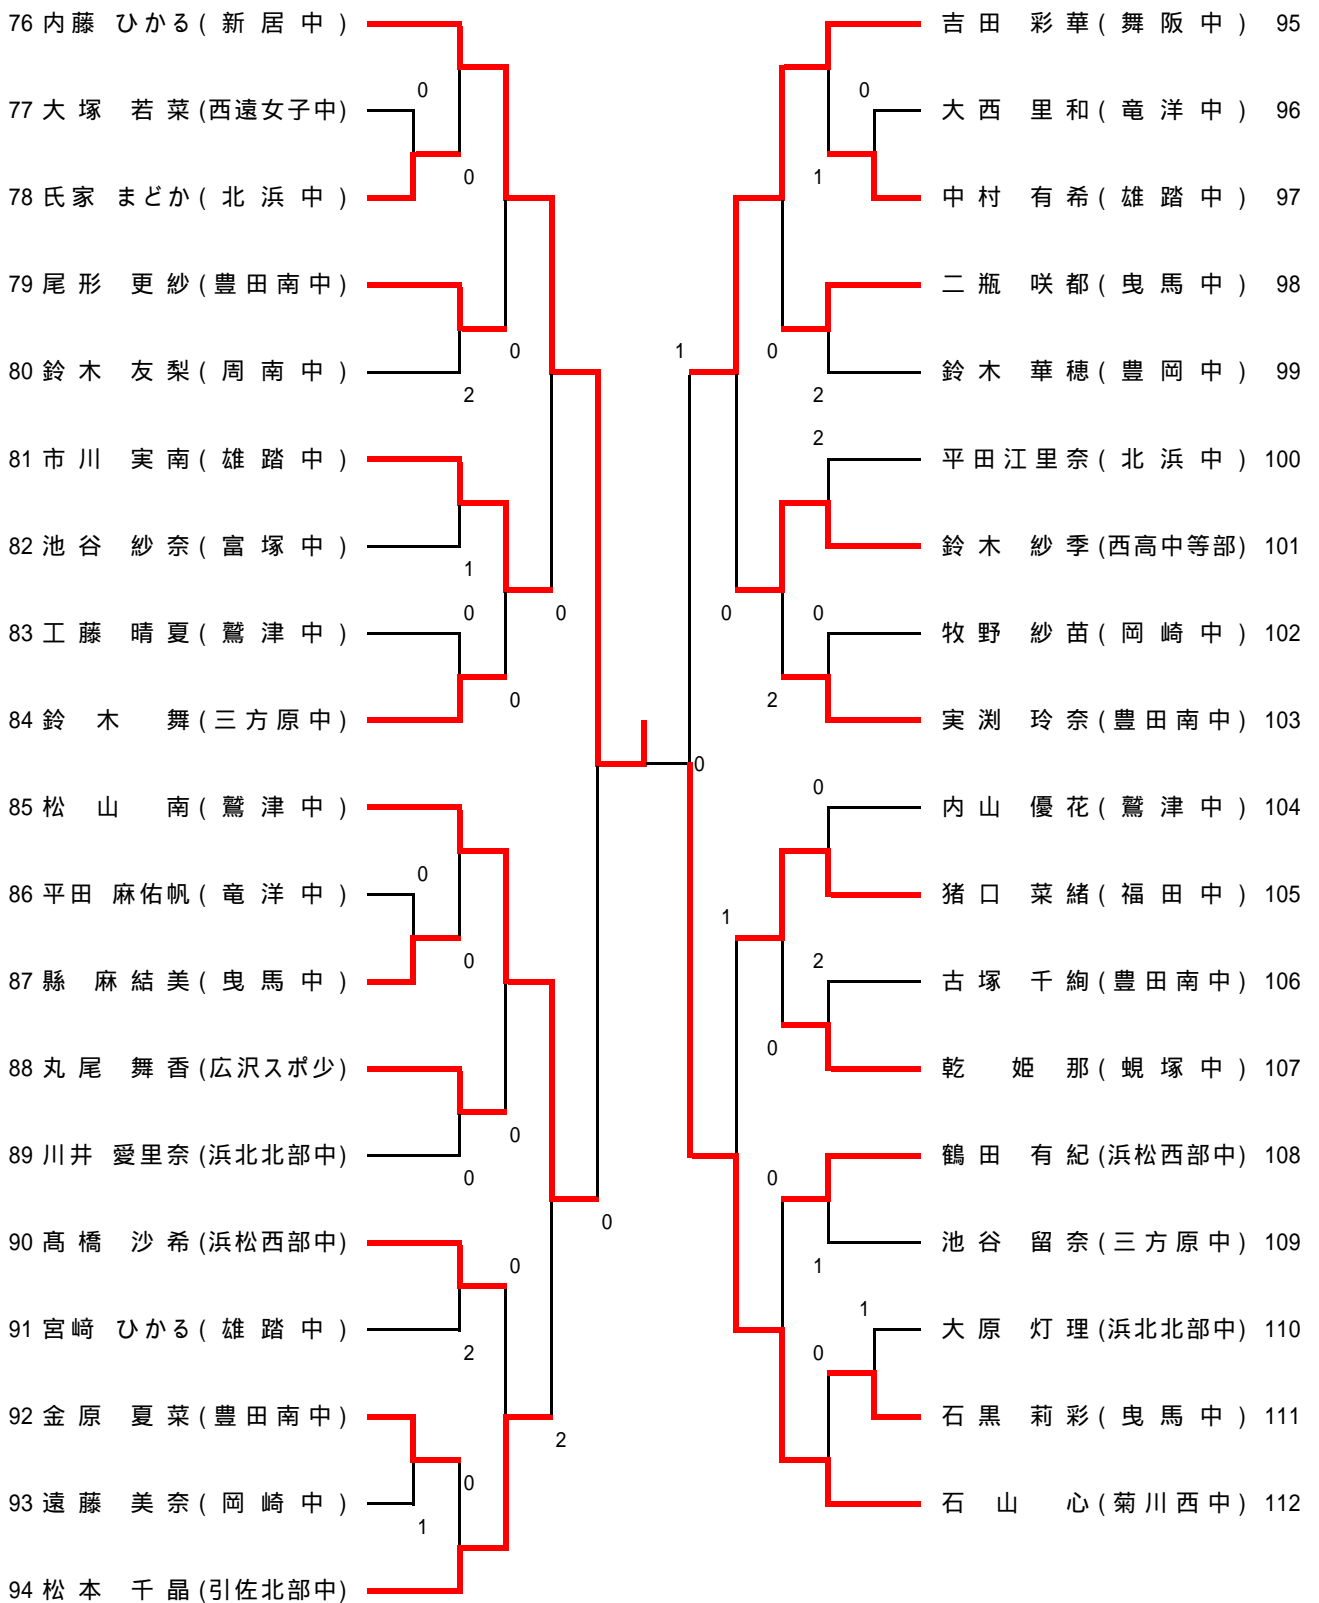 76 内藤 ひかる ( 新居中 )
0
77 大塚 若菜 (西遠女子中)
0
78 氏家 まどか ( 北浜中 )
79 尾形 更紗 (豊田南中)
0
80 鈴木 友梨 ( 周南中 )
2
81 市川 実南 ( 雄踏中 )
82 池谷 紗奈 ( 富塚中 )
1
0
0
83 工藤 晴夏 ( 鷲津中 )
0
84 鈴木 舞 (三方原中)
85 松山 南 ( 鷲津中 )
0
86 平田 麻佑帆 ( 竜洋中 )
0
87 縣 麻結美 ( 曳馬中 )
88 丸尾 舞香 (広沢スポ少)
0
89 川井 愛里奈 (浜北北部中)
0
0
90 髙橋 沙希 (浜松西部中)
0
91 宮﨑 ひかる ( 雄踏中 )
2
92 金原 夏菜 (豊田南中)
2
0
93 遠藤 美奈 ( 岡崎中 )
1
94 松本 千晶 (引佐北部中)
吉田 彩華 ( 舞阪中 ) 95
0
大西 里和 ( 竜洋中 ) 96
1
中村 有希 ( 雄踏中 ) 97
二瓶 咲都 ( 曳馬中 ) 98
1
0
鈴木 華穂 ( 豊岡中 ) 99
2
2
平田江里奈 ( 北浜中 ) 100
鈴木 紗季 (西高中等部) 101
0
0
牧野 紗苗 ( 岡崎中 ) 102
2
実渕 玲奈 (豊田南中) 103
0
0
内山 優花 ( 鷲津中 ) 104
猪口 菜緒 ( 福田中 ) 105
1
2
古塚 千絢 (豊田南中) 106
0
乾 姫那 ( 蜆塚中 ) 107
鶴田 有紀 (浜松西部中) 108
0
池谷 留奈 (三方原中) 109
1
1
大原 灯理 (浜北北部中) 110
0
石黒 莉彩 ( 曳馬中 ) 111
石山 心 (菊川西中) 112